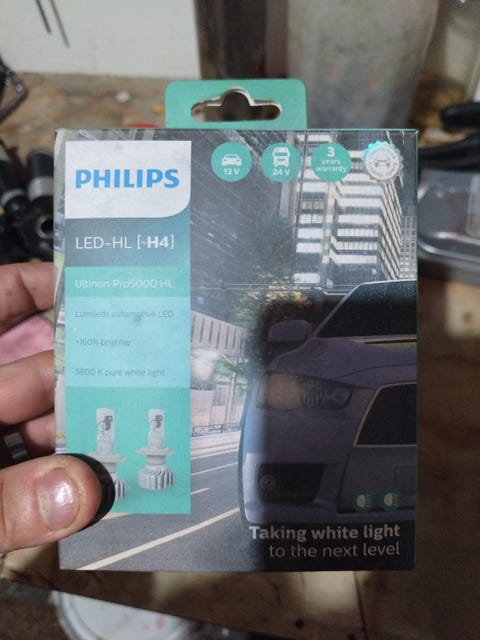 PHILIPS
12 V
24 V
3
years
warranty
LED-HL [~H4]
Ultinon Pro5000 HL
Lumileds automotive LED
+160% brighter
5800 K pure white light
Taking white light
to the next level